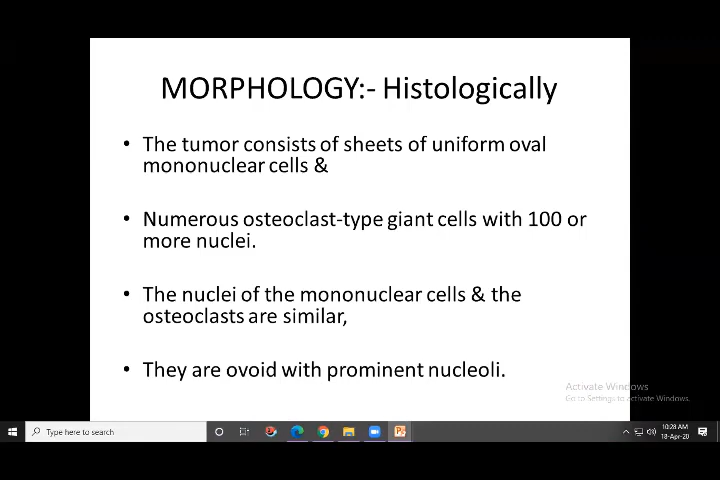 MORPHOLOGY:- Histologically
• The tumor consists of sheets of uniform oval
mononuclear cells &
• Numerous osteoclast-type giant cells with 100 or
more nuclei.
• The nuclei of the mononuclear cells & the
osteoclasts are similar,
• They are ovoid with prominent nucleoli.
Activate Windows
Go to Settings to activate Windows.
Type here to search
10:28 AM
18-Apr-20